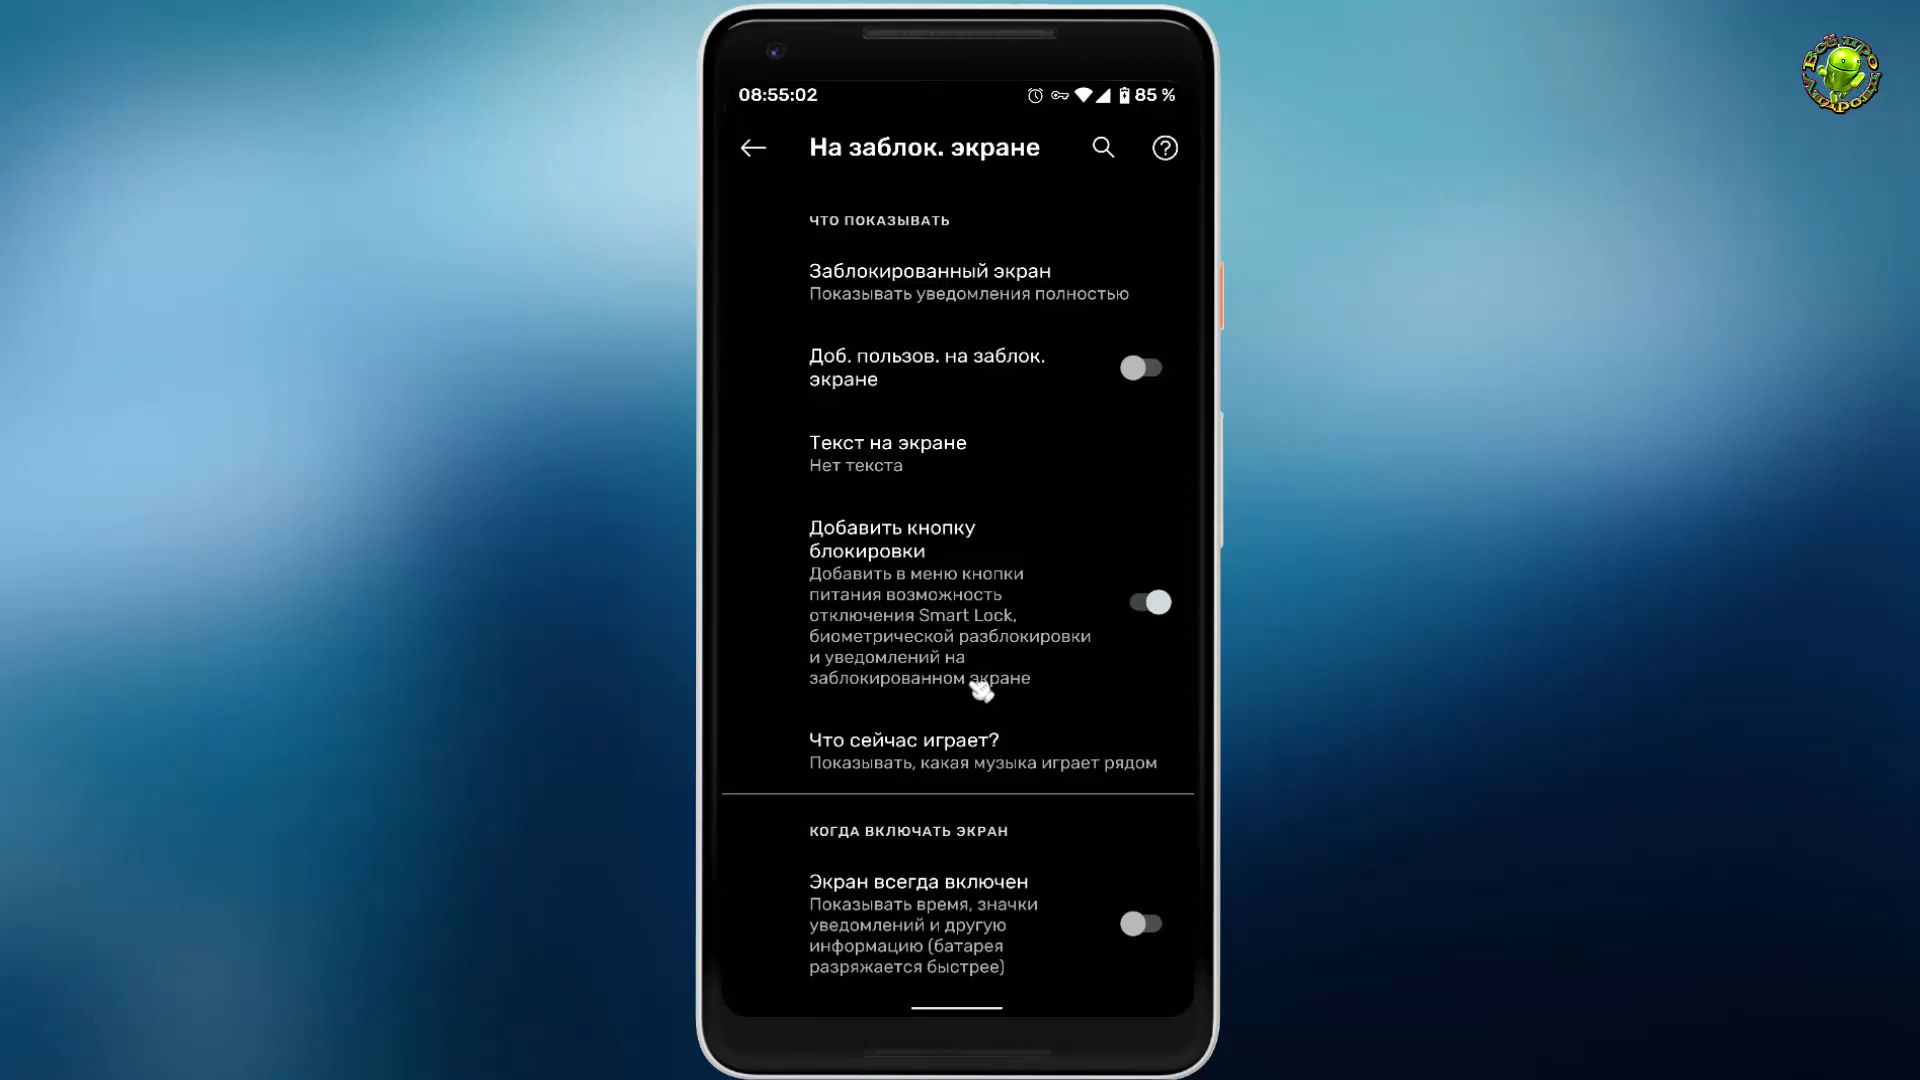 Всё про Андроид
08:55:02
85 %
На заблок. экране
ЧТО ПОКАЗЫВАТЬ
Заблокированный экран
Показывать уведомления полностью
Доб. пользов. на заблок.
экране
Текст на экране
Нет текста
Добавить кнопку
блокировки
Добавить в меню кнопки
питания возможность
отключения Smart Lock,
биометрической разблокировки
и уведомлений на
заблокированном экране
Что сейчас играет?
Показывать, какая музыка играет рядом
КОГДА ВКЛЮЧАТЬ ЭКРАН
Экран всегда включен
Показывать время, значки
уведомлений и другую
информацию (батарея
разряжается быстрее)